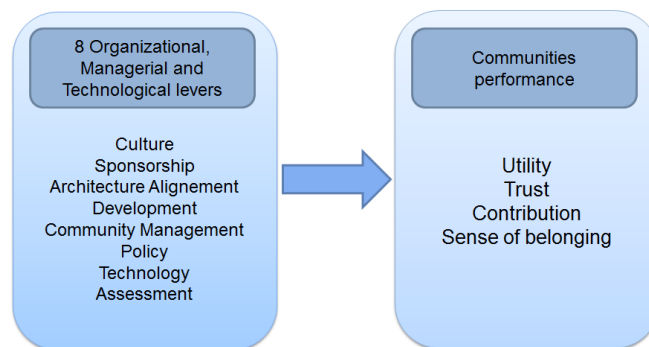 8 Organizational,
Managerial and
Technological levers
Culture
Sponsorship
Architecture Alignement
Development
Community Management
Policy
Technology
Assessment
Communities
performance
Utility
Trust
Contribution
Sense of belonging